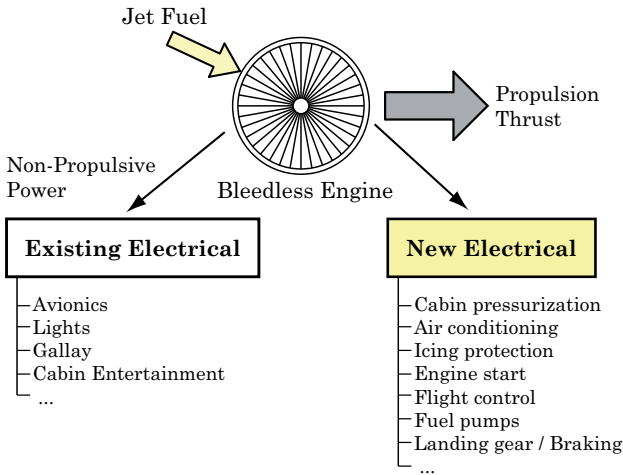 Jet Fuel
Propulsion
Thrust
Non-Propulsive
Power
Bleedless Engine
Existing Electrical
Avionics
Lights
Gallay
Cabin Entertainment
...
New Electrical
Cabin pressurization
Air conditioning
Icing protection
Engine start
Flight control
Fuel pumps
Landing gear / Braking
...